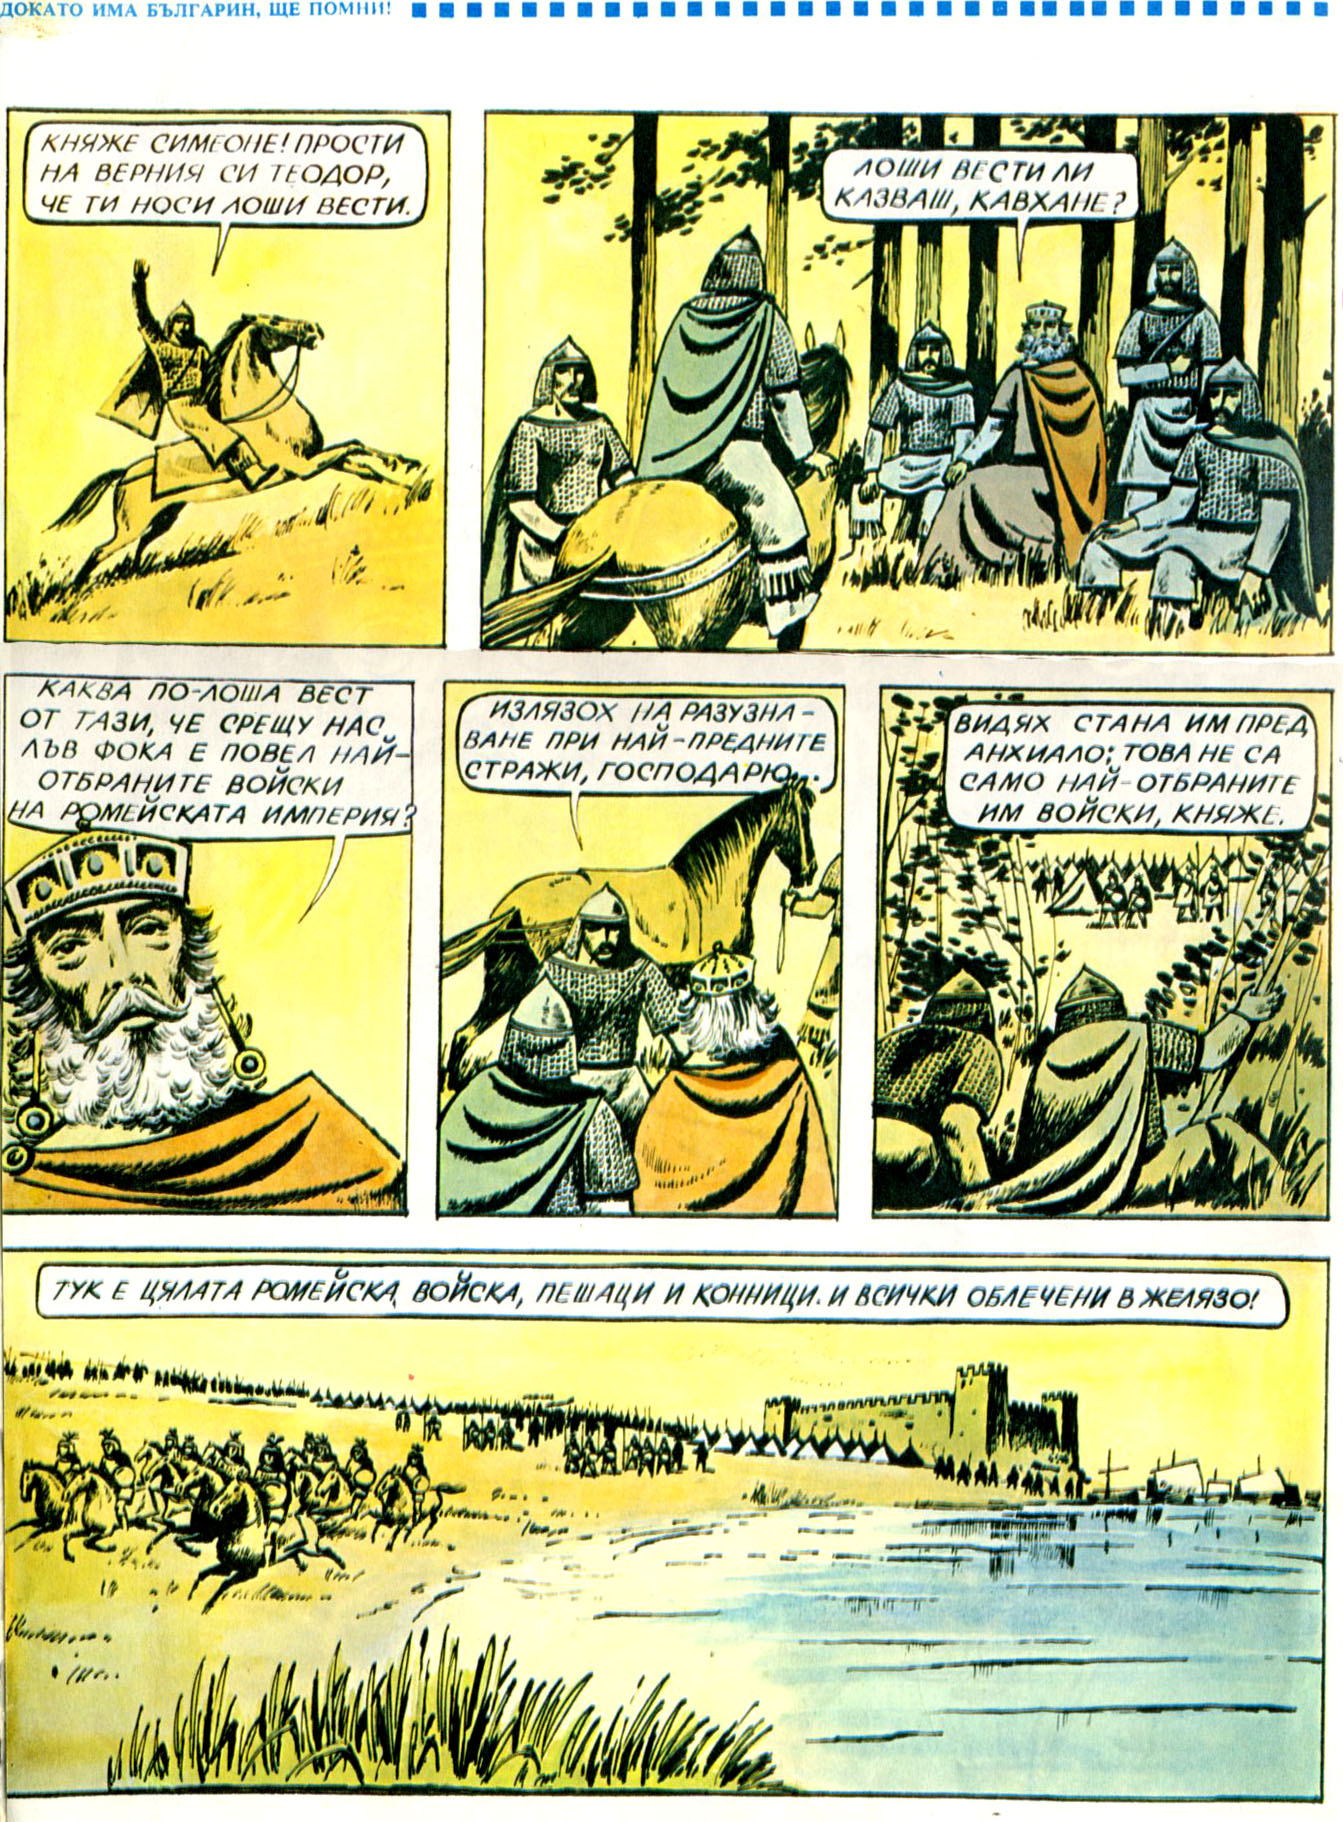 ДОКАТО ИМА БЪЛГАРИН, ЩЕ ПОМНИ!
КНЯЖЕ СИМЕОНЕ! ПРОСТИ
НА ВЕРНИЯ СИ ТЕОДОР,
ЧЕ ТИ НОСИ ЛОШИ ВЕСТИ.
ЛОШИ ВЕСТИ ЛИ
КАЗВАШ, КАВХАНЕ?
КАКВА ПО-ЛОША ВЕСТ
ОТ ТАЗИ, ЧЕ СРЕЩУ НАС
ЛЪВ ФОКА Е ПОВЕЛ НАЙ-
ОТБРАНИТЕ ВОЙСКИ
НА РОМЕЙСКАТА ИМПЕРИЯ?
ИЗЛЯЗОХ НА РАЗУЗНА-
ВАНЕ ПРИ НАЙ-ПРЕДНИТЕ
СТРАЖИ, ГОСПОДАРЮ...
ВИДЯХ СТАНА ИМ ПРЕД
АНХИАЛО; ТОВА НЕ СА
САМО НАЙ-ОТБРАНИТЕ
ИМ ВОЙСКИ, КНЯЖЕ.
ТУК Е ЦЯЛАТА РОМЕЙСКА ВОЙСКА, ПЕШАЦИ И КОННИЦИ. И ВСИЧКИ ОБЛЕЧЕНИ В ЖЕЛЯЗО!